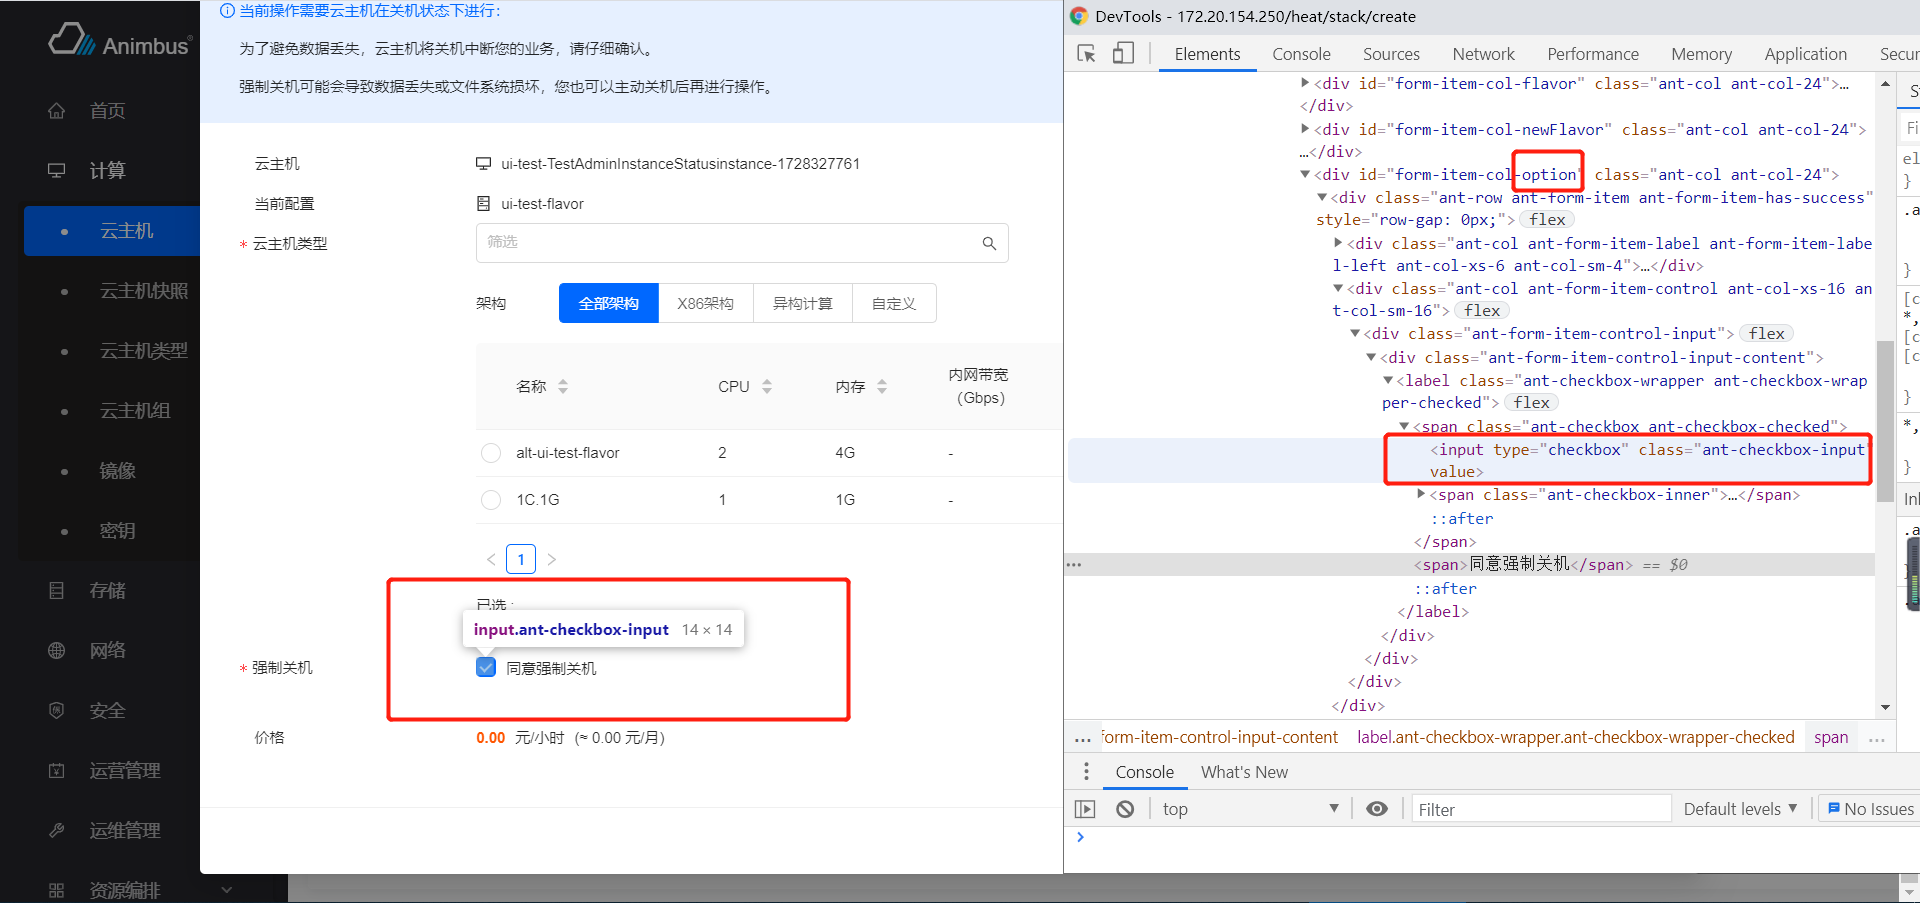 Animbus®
首页
计算
云主机
云主机快照
云主机类型
云主机组
镜像
密钥
存储
网络
安全
运营管理
运维管理
资源编排
当前操作需要云主机在关机状态下进行：
为了避免数据丢失，云主机将关机中断您的业务，请仔细确认。
强制关机可能会导致数据丢失或文件系统损坏，您也可以主动关机后再进行操作。
云主机 ui-test-TestAdminInstanceStatusinstance-1728327761
当前配置 ui-test-flavor
* 云主机类型 筛选
架构 全部架构 X86架构 异构计算 自定义
名称 CPU 内存 内网带宽
(Gbps)
alt-ui-test-flavor 2 4G -
1C.1G 1 1G -
< 1 >
已选：
input.ant-checkbox-input 14 × 14
* 强制关机 同意强制关机
价格 0.00 元/小时 (≈ 0.00 元/月)
DevTools - 172.20.154.250/heat/stack/create
Elements Console Sources Network Performance Memory Application Secur
<div id="form-item-col-flavor" class="ant-col ant-col-24">…
</div>
<div id="form-item-col-newFlavor" class="ant-col ant-col-24">
…</div>
<div id="form-item-col-option" class="ant-col ant-col-24">
<div class="ant-row ant-form-item ant-form-item-has-success"
style="row-gap: 0px;"> flex
<div class="ant-col ant-form-item-label ant-form-item-labe
l-left ant-col-xs-6 ant-col-sm-4">…</div>
<div class="ant-col ant-form-item-control ant-col-xs-16 an
t-col-sm-16"> flex
<div class="ant-form-item-control-input"> flex
<div class="ant-form-item-control-input-content">
<label class="ant-checkbox-wrapper ant-checkbox-wrap
per-checked"> flex
<span class="ant-checkbox ant-checkbox-checked">
<input type="checkbox" class="ant-checkbox-input"
value>
<span class="ant-checkbox-inner">…</span>
::after
</span>
… <span>同意强制关机</span> == $0
::after
</label>
</div>
</div>
</div>
</div>
… form-item-control-input-content label.ant-checkbox-wrapper.ant-checkbox-wrapper-checked span …
Console What's New
top Filter Default levels ▼ No Issues
>